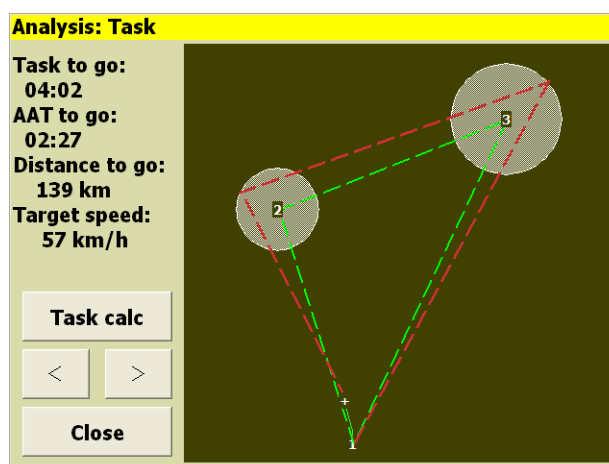 Analysis: Task
Task to go:
04:02
AAT to go:
02:27
Distance to go:
139 km
Target speed:
57 km/h
Task calc
< >
Close
3
2
+
1